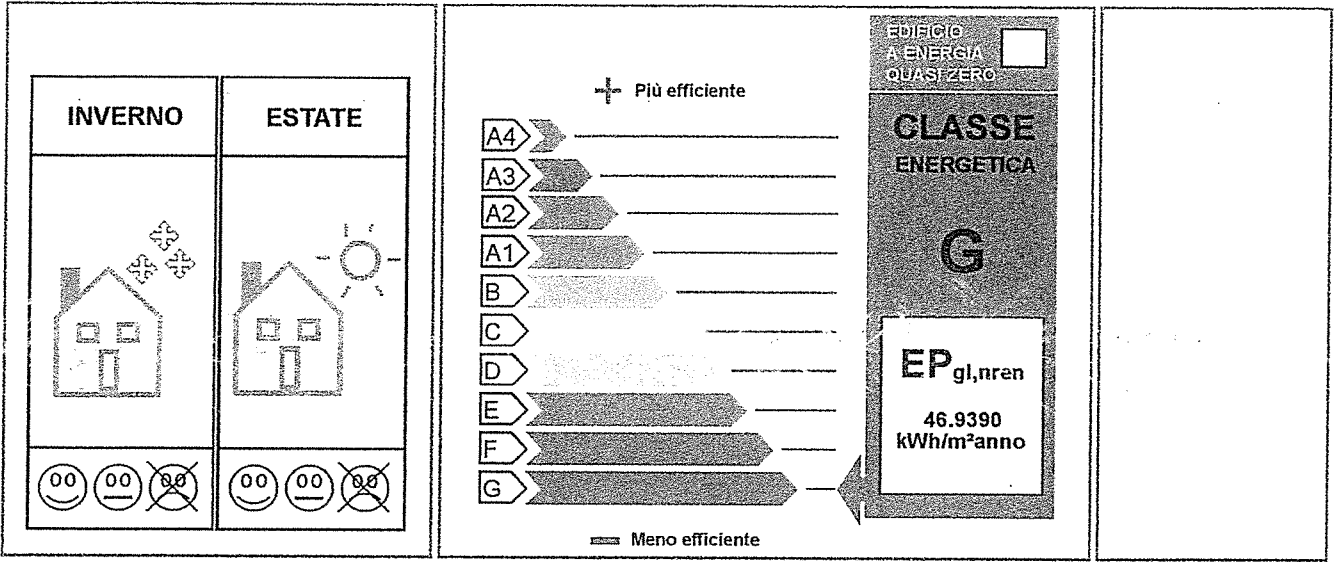 INVERNO
ESTATE
+ Più efficiente
A4
A3
A2
A1
B
C
D
E
F
G
Meno efficiente
EDIFICIO
A ENERGIA
QUASI ZERO
CLASSE
ENERGETICA
G
EPgl,nren
46.9390
kWh/m²anno